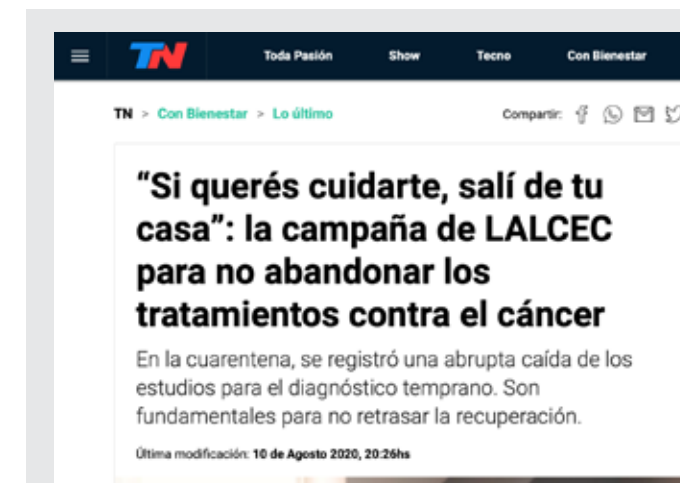 TN Toda Pasión Show Tecno Con Bienestar
TN > Con Bienestar > Lo último Compartir:
“Si querés cuidarte, salí de tu
casa”: la campaña de LALCEC
para no abandonar los
tratamientos contra el cáncer
En la cuarentena, se registró una abrupta caída de los
estudios para el diagnóstico temprano. Son
fundamentales para no retrasar la recuperación.
Última modificación: 10 de Agosto 2020, 20:26hs